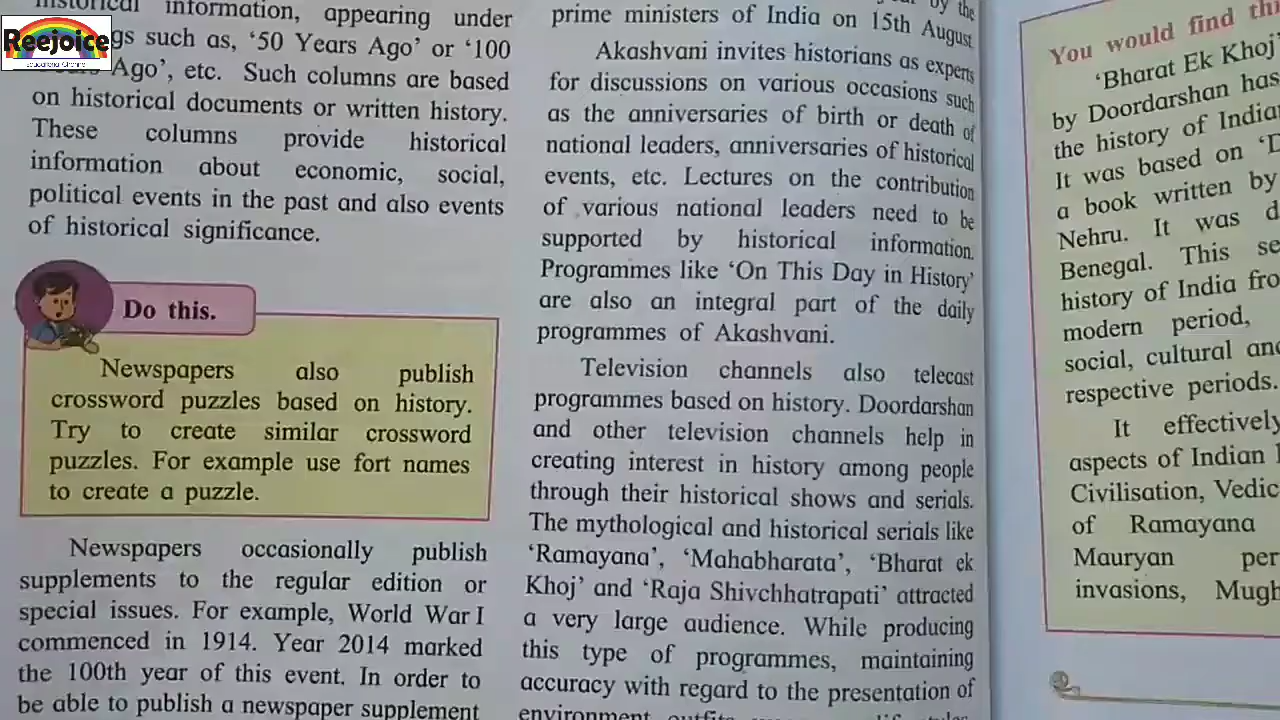 Reejoice
Educational Channel
historical information, appearing under
gs such as, ‘50 Years Ago’ or ‘100
Years Ago’, etc. Such columns are based
on historical documents or written history.
These columns provide historical
information about economic, social,
political events in the past and also events
of historical significance.
Do this.
Newspapers also publish
crossword puzzles based on history.
Try to create similar crossword
puzzles. For example use fort names
to create a puzzle.
Newspapers occasionally publish
supplements to the regular edition or
special issues. For example, World War I
commenced in 1914. Year 2014 marked
the 100th year of this event. In order to
be able to publish a newspaper supplement
by the
prime ministers of India on 15th August.
Akashvani invites historians as experts
for discussions on various occasions such
as the anniversaries of birth or death of
national leaders, anniversaries of historical
events, etc. Lectures on the contribution
of various national leaders need to be
supported by historical information.
Programmes like ‘On This Day in History’
are also an integral part of the daily
programmes of Akashvani.
Television channels also telecast
programmes based on history. Doordarshan
and other television channels help in
creating interest in history among people
through their historical shows and serials.
The mythological and historical serials like
‘Ramayana’, ‘Mahabharata’, ‘Bharat ek
Khoj’ and ‘Raja Shivchhatrapati’ attracted
a very large audience. While producing
this type of programmes, maintaining
accuracy with regard to the presentation of
environment, outfits
You would find thi
‘Bharat Ek Khoj’
by Doordarshan has
the history of India
It was based on ‘D
a book written by
Nehru. It was d
Benegal. This se
history of India fro
modern period,
social, cultural and
respective periods.
It effectively
aspects of Indian
Civilisation, Vedic
of Ramayana
Mauryan per
invasions, Mugh